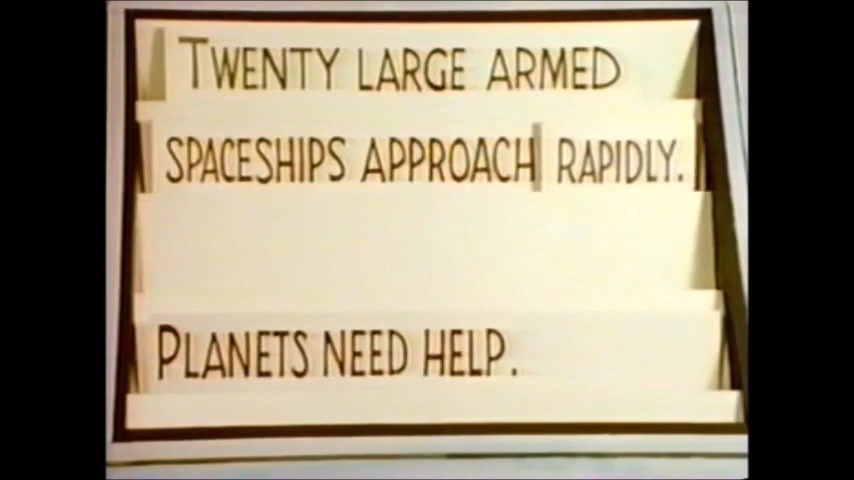 TWENTY LARGE ARMED
SPACESHIPS APPROACH RAPIDLY.
PLANETS NEED HELP.